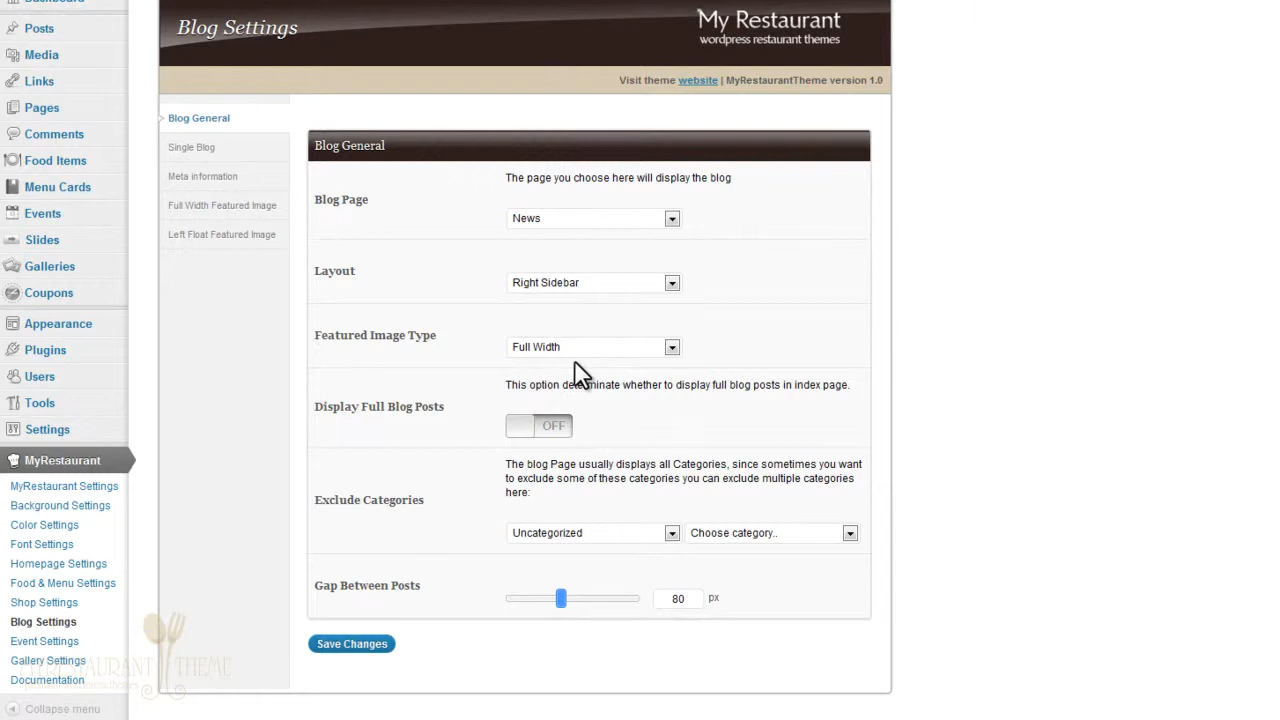 Dashboard
Posts
Media
Links
Pages
Comments
Food Items
Menu Cards
Events
Slides
Galleries
Coupons
Appearance
Plugins
Users
Tools
Settings
MyRestaurant
MyRestaurant Settings
Background Settings
Color Settings
Font Settings
Homepage Settings
Food & Menu Settings
Shop Settings
Blog Settings
Event Settings
Gallery Settings
Documentation
Collapse menu
Blog Settings
My Restaurant
wordpress restaurant themes
Visit theme website | MyRestaurantTheme version 1.0
Blog General
Single Blog
Meta information
Full Width Featured Image
Left Float Featured Image
Blog General
Blog Page
The page you choose here will display the blog
News
Layout
Right Sidebar
Featured Image Type
Full Width
Display Full Blog Posts
This option determinate whether to display full blog posts in index page.
OFF
Exclude Categories
The blog Page usually displays all Categories, since sometimes you want
to exclude some of these categories you can exclude multiple categories
here:
Uncategorized
Choose category..
Gap Between Posts
80 px
Save Changes